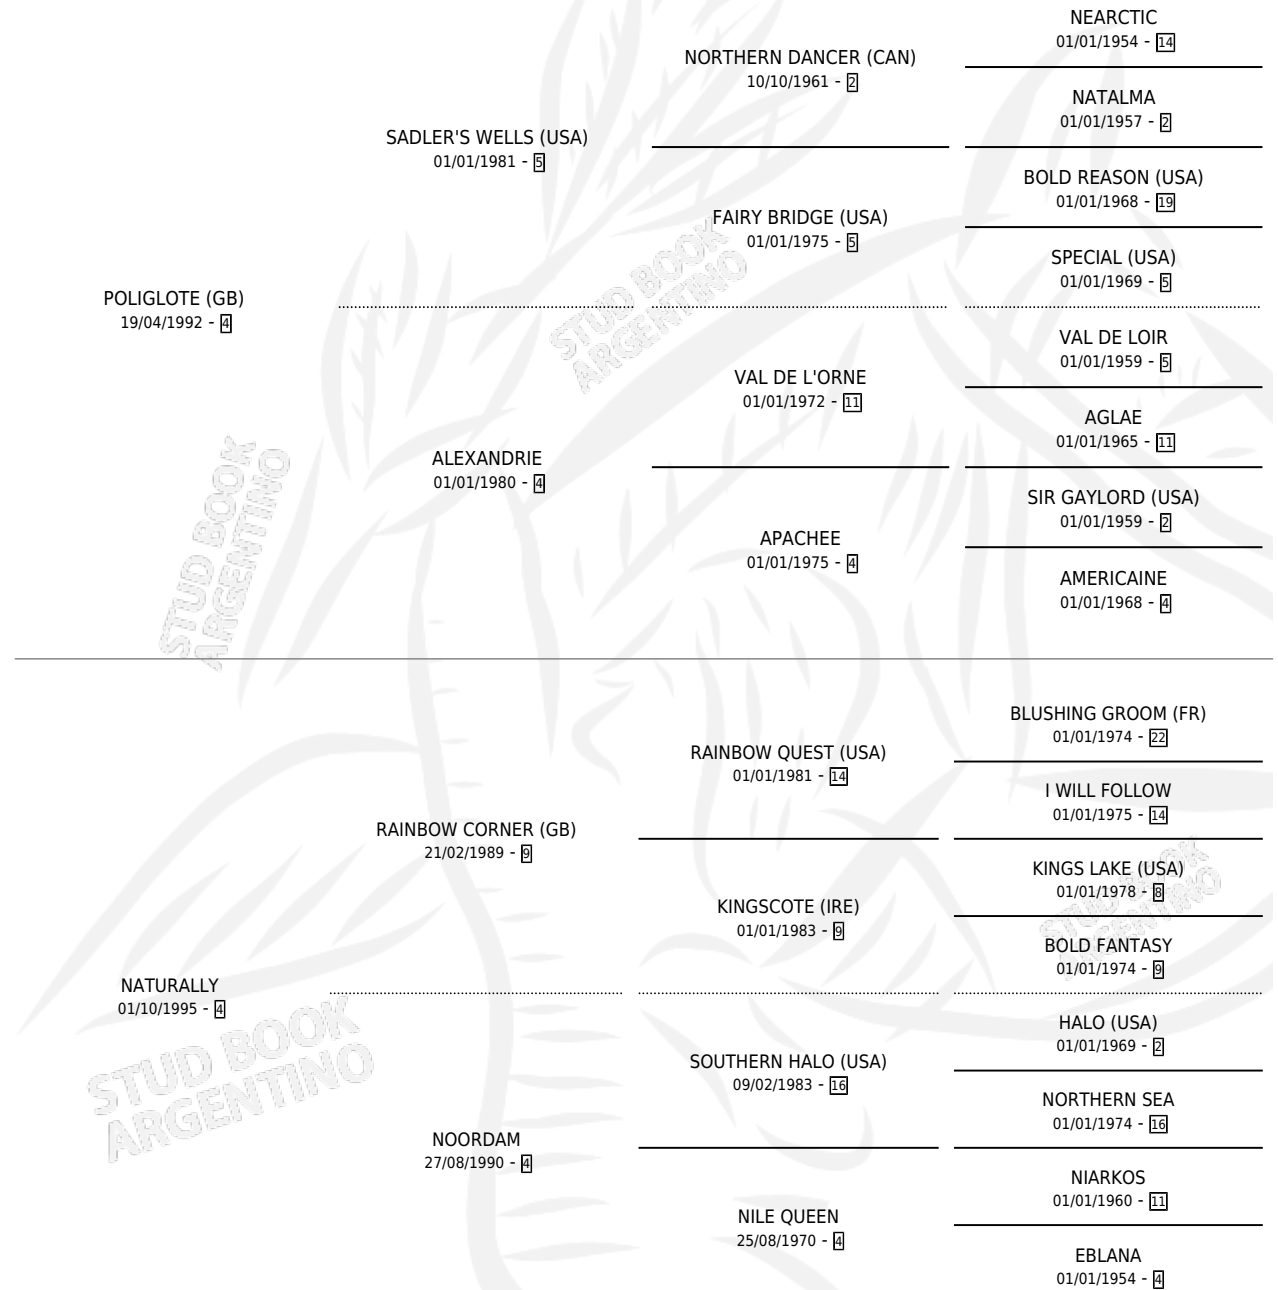 NEARCTIC
01/01/1954 - 14
NORTHERN DANCER (CAN)
10/10/1961 - 2
NATALMA
01/01/1957 - 2
SADLER'S WELLS (USA)
01/01/1981 - 5
BOLD REASON (USA)
01/01/1968 - 19
FAIRY BRIDGE (USA)
01/01/1975 - 5
SPECIAL (USA)
01/01/1969 - 5
STUD BOOK
ARGENTINO
POLIGLOTE (GB)
19/04/1992 - 4
VAL DE LOIR
01/01/1959 - 5
VAL DE L'ORNE
01/01/1972 - 11
AGLAE
01/01/1965 - 11
ALEXANDRIE
01/01/1980 - 4
SIR GAYLORD (USA)
01/01/1959 - 2
APACHEE
01/01/1975 - 4
AMERICAINE
01/01/1968 - 4
STUD BOOK
ARGENTINO
BLUSHING GROOM (FR)
01/01/1974 - 22
RAINBOW QUEST (USA)
01/01/1981 - 14
I WILL FOLLOW
01/01/1975 - 14
RAINBOW CORNER (GB)
21/02/1989 - 9
KINGS LAKE (USA)
01/01/1978 - 8
KINGSCOTE (IRE)
01/01/1983 - 9
BOLD FANTASY
01/01/1974 - 9
STUD BOOK
ARGENTINO
NATURALLY
01/10/1995 - 4
HALO (USA)
01/01/1969 - 2
SOUTHERN HALO (USA)
09/02/1983 - 16
NORTHERN SEA
01/01/1974 - 16
STUD BOOK
ARGENTINO
NOORDAM
27/08/1990 - 4
NIARKOS
01/01/1960 - 11
NILE QUEEN
25/08/1970 - 4
EBLANA
01/01/1954 - 4